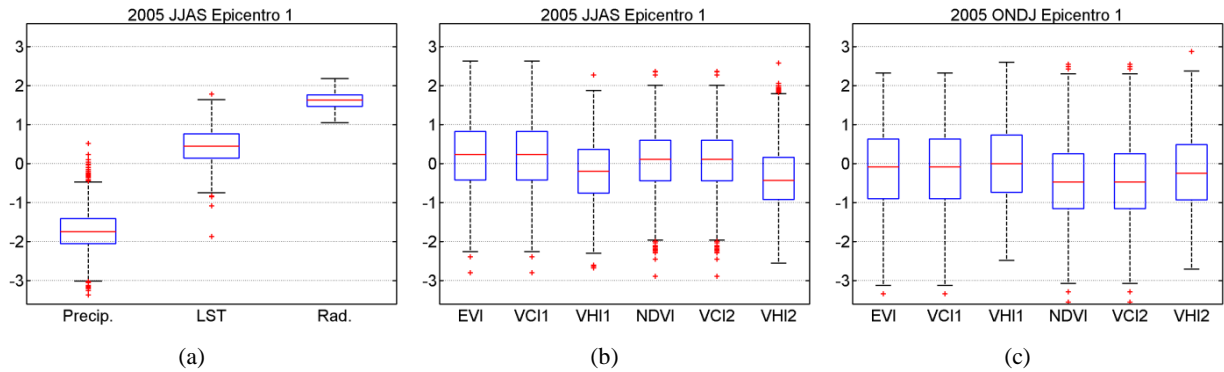 2005 JJAS Epicentro 1
3
2
1
0
-1
-2
-3
Precip. LST Rad.
(a)
2005 JJAS Epicentro 1
3
2
1
0
-1
-2
-3
EVI VCI1 VHI1 NDVI VCI2 VHI2
(b)
2005 ONDJ Epicentro 1
3
2
1
0
-1
-2
-3
EVI VCI1 VHI1 NDVI VCI2 VHI2
(c)